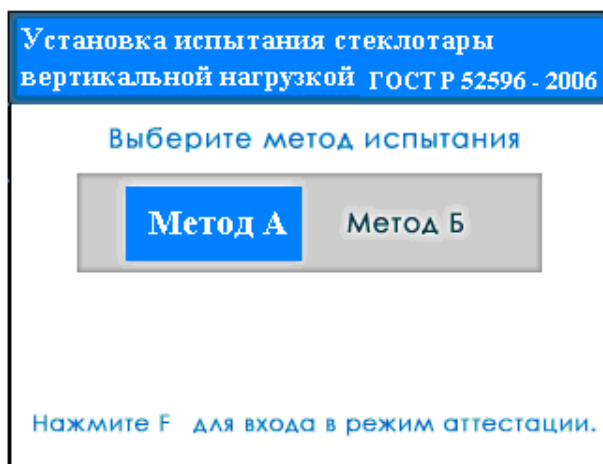 Установка испытания стеклотары
вертикальной нагрузкой ГОСТ Р 52596 - 2006
Выберите метод испытания
Метод А Метод Б
Нажмите F для входа в режим аттестации.